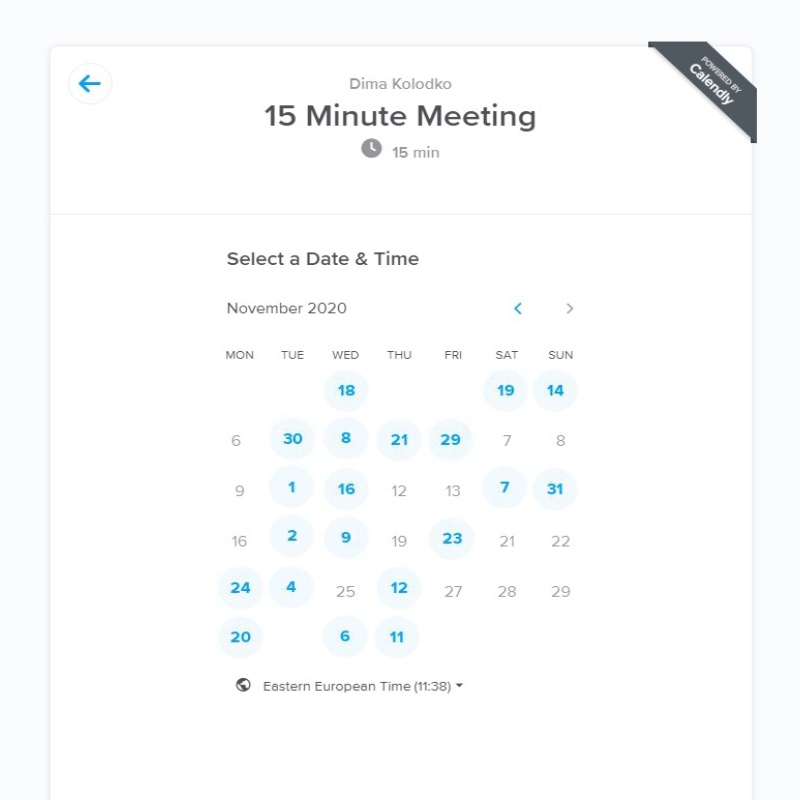 POWERED BY
Calendly
Dima Kolodko
15 Minute Meeting
15 min
Select a Date & Time
November 2020
MON TUE WED THU FRI SAT SUN
18 19 14
6 30 8 21 29 7 8
9 1 16 12 13 7 31
16 2 9 19 23 21 22
24 4 25 12 27 28 29
20 6 11
Eastern European Time (11:38)